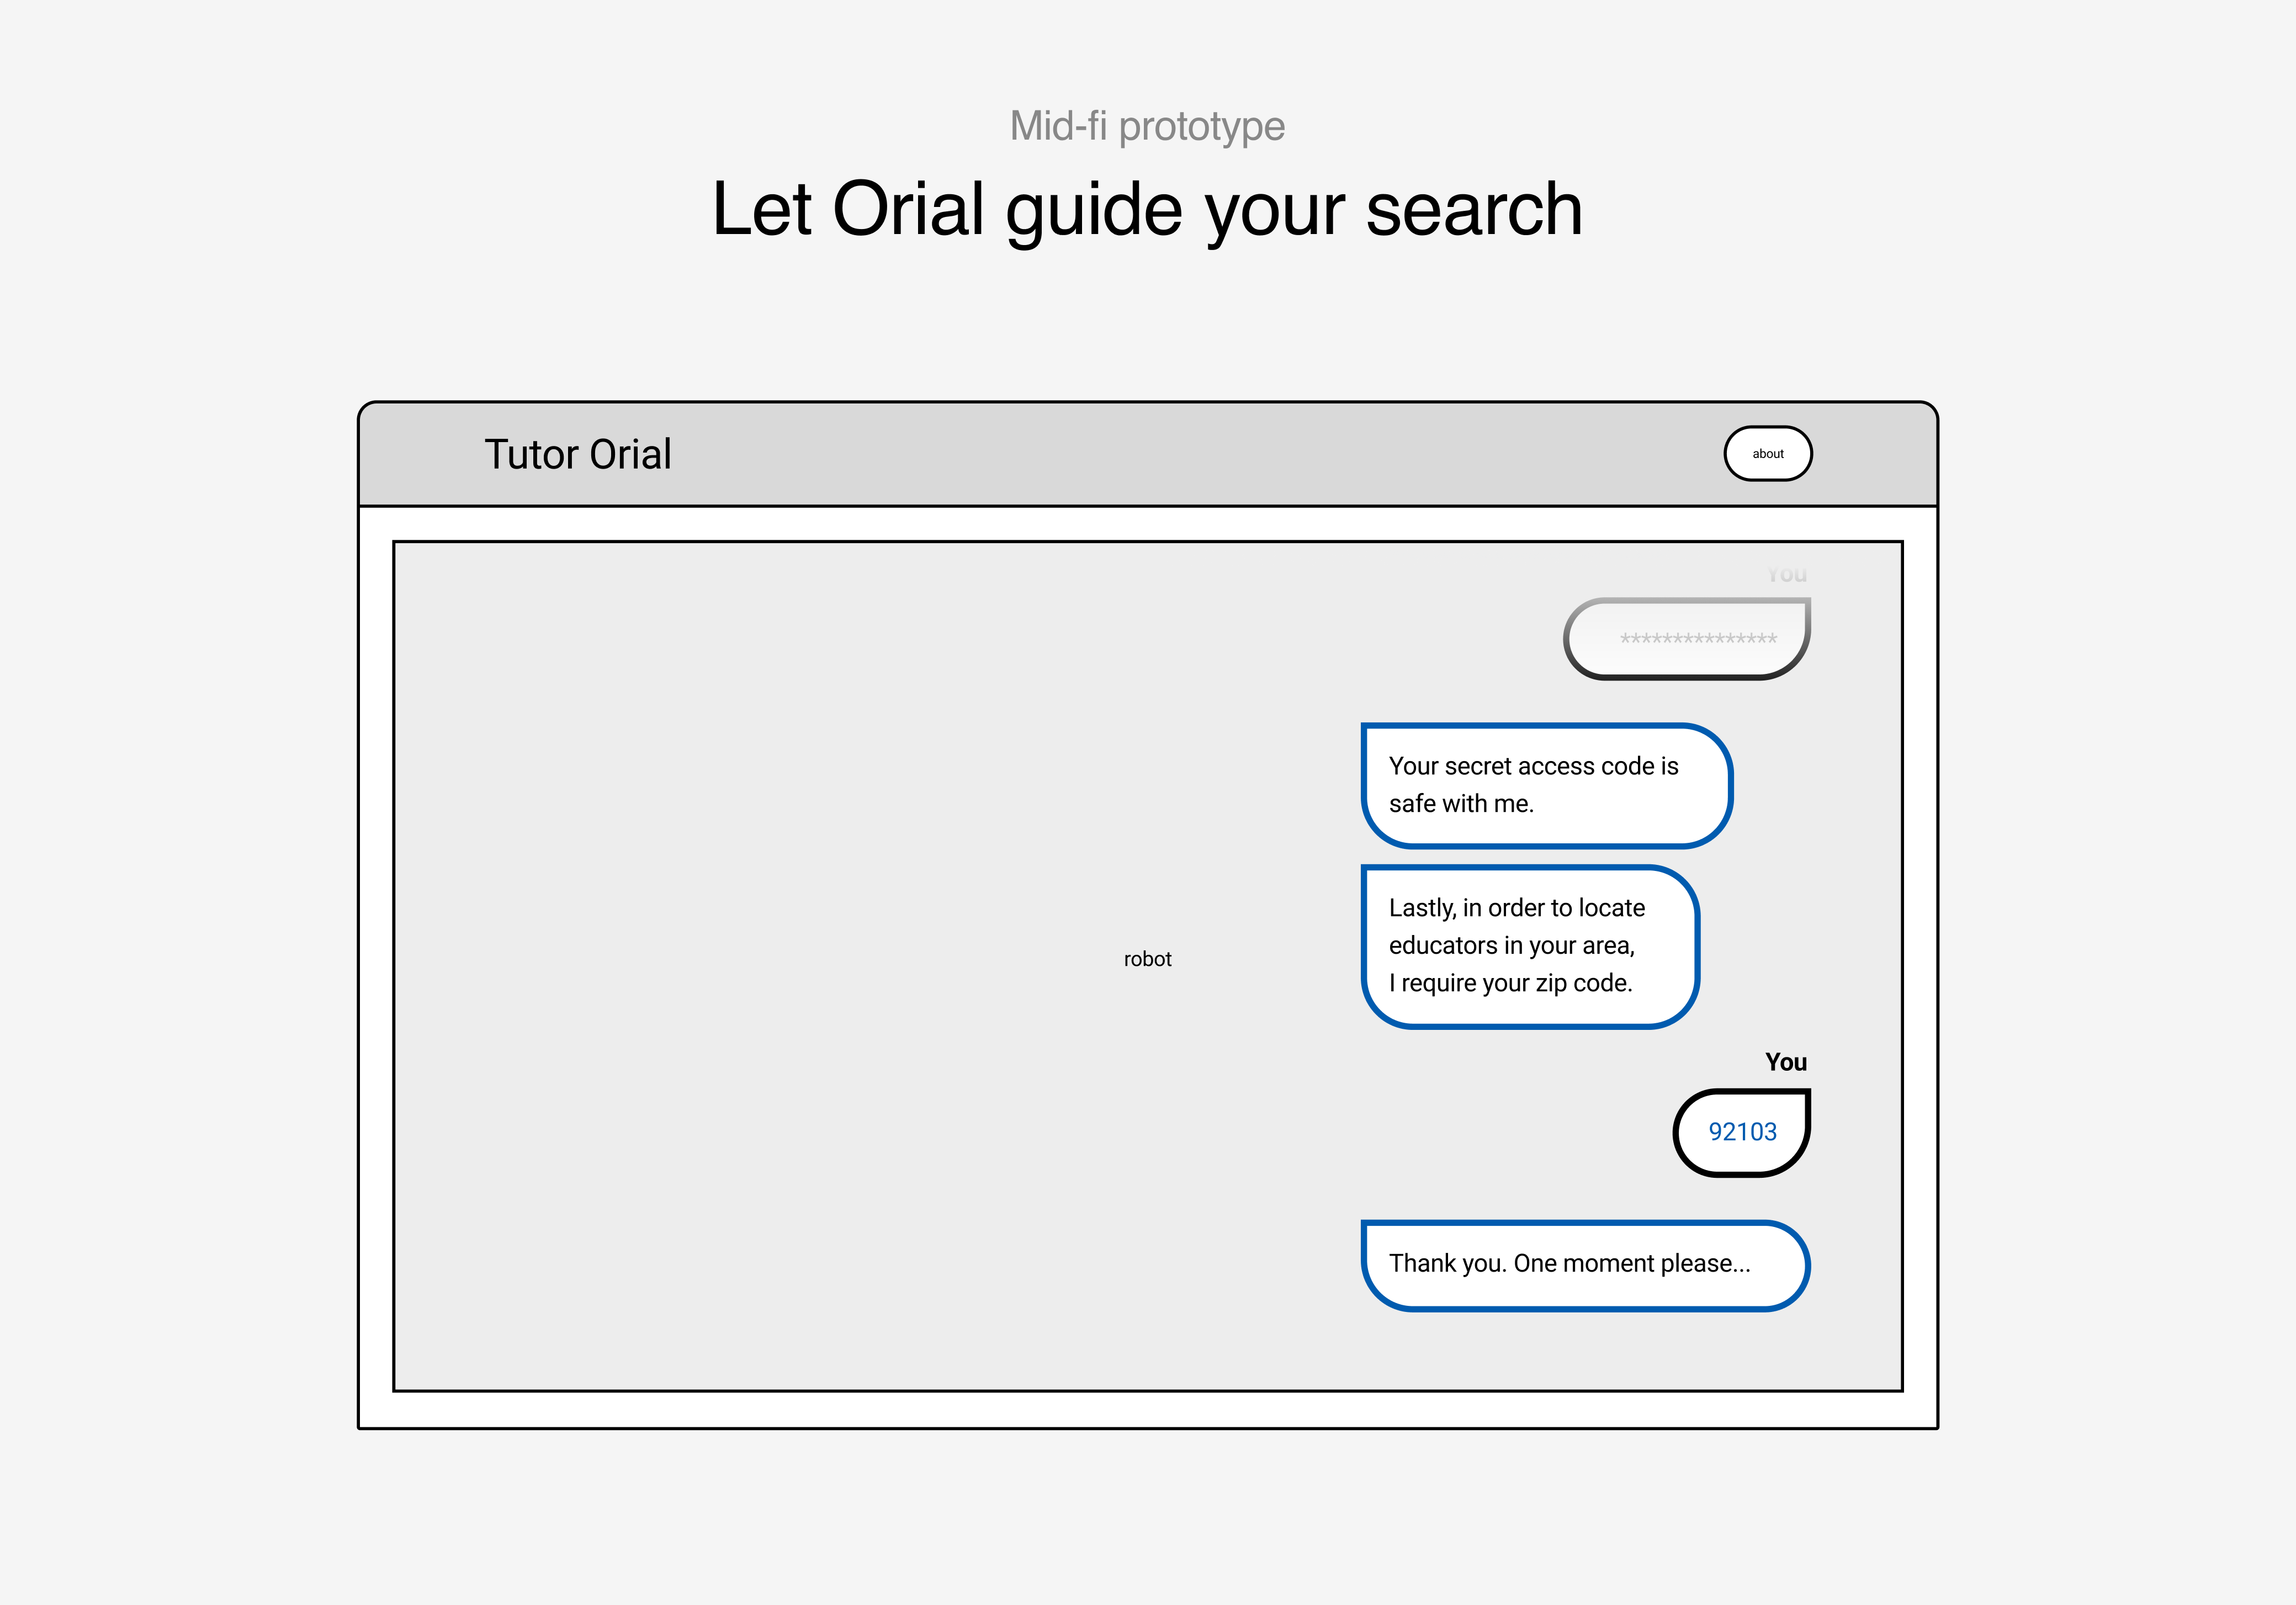 Mid-fi prototype
Let Orial guide your search
Tutor Orial
about
You
***************
Your secret access code is
safe with me.
Lastly, in order to locate
educators in your area,
I require your zip code.
robot
You
92103
Thank you. One moment please...